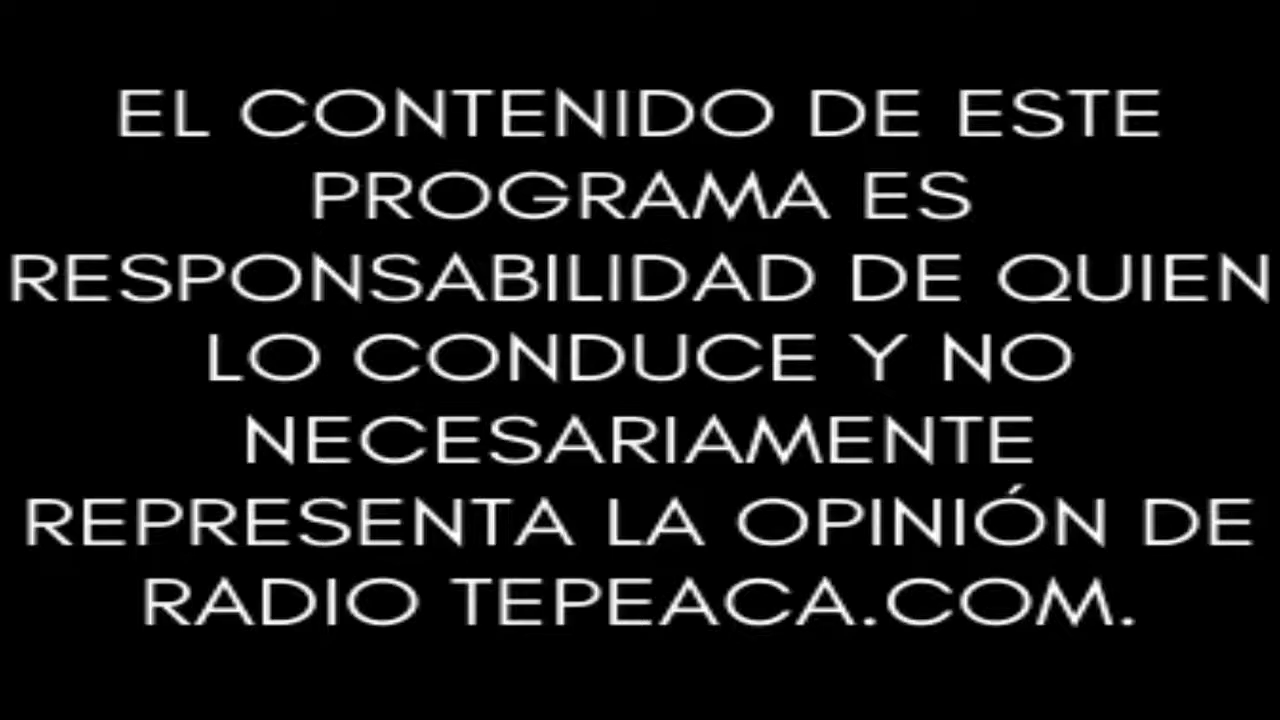 EL CONTENIDO DE ESTE
PROGRAMA ES
RESPONSABILIDAD DE QUIEN
LO CONDUCE Y NO
NECESARIAMENTE
REPRESENTA LA OPINIÓN DE
RADIO TEPEACA.COM.